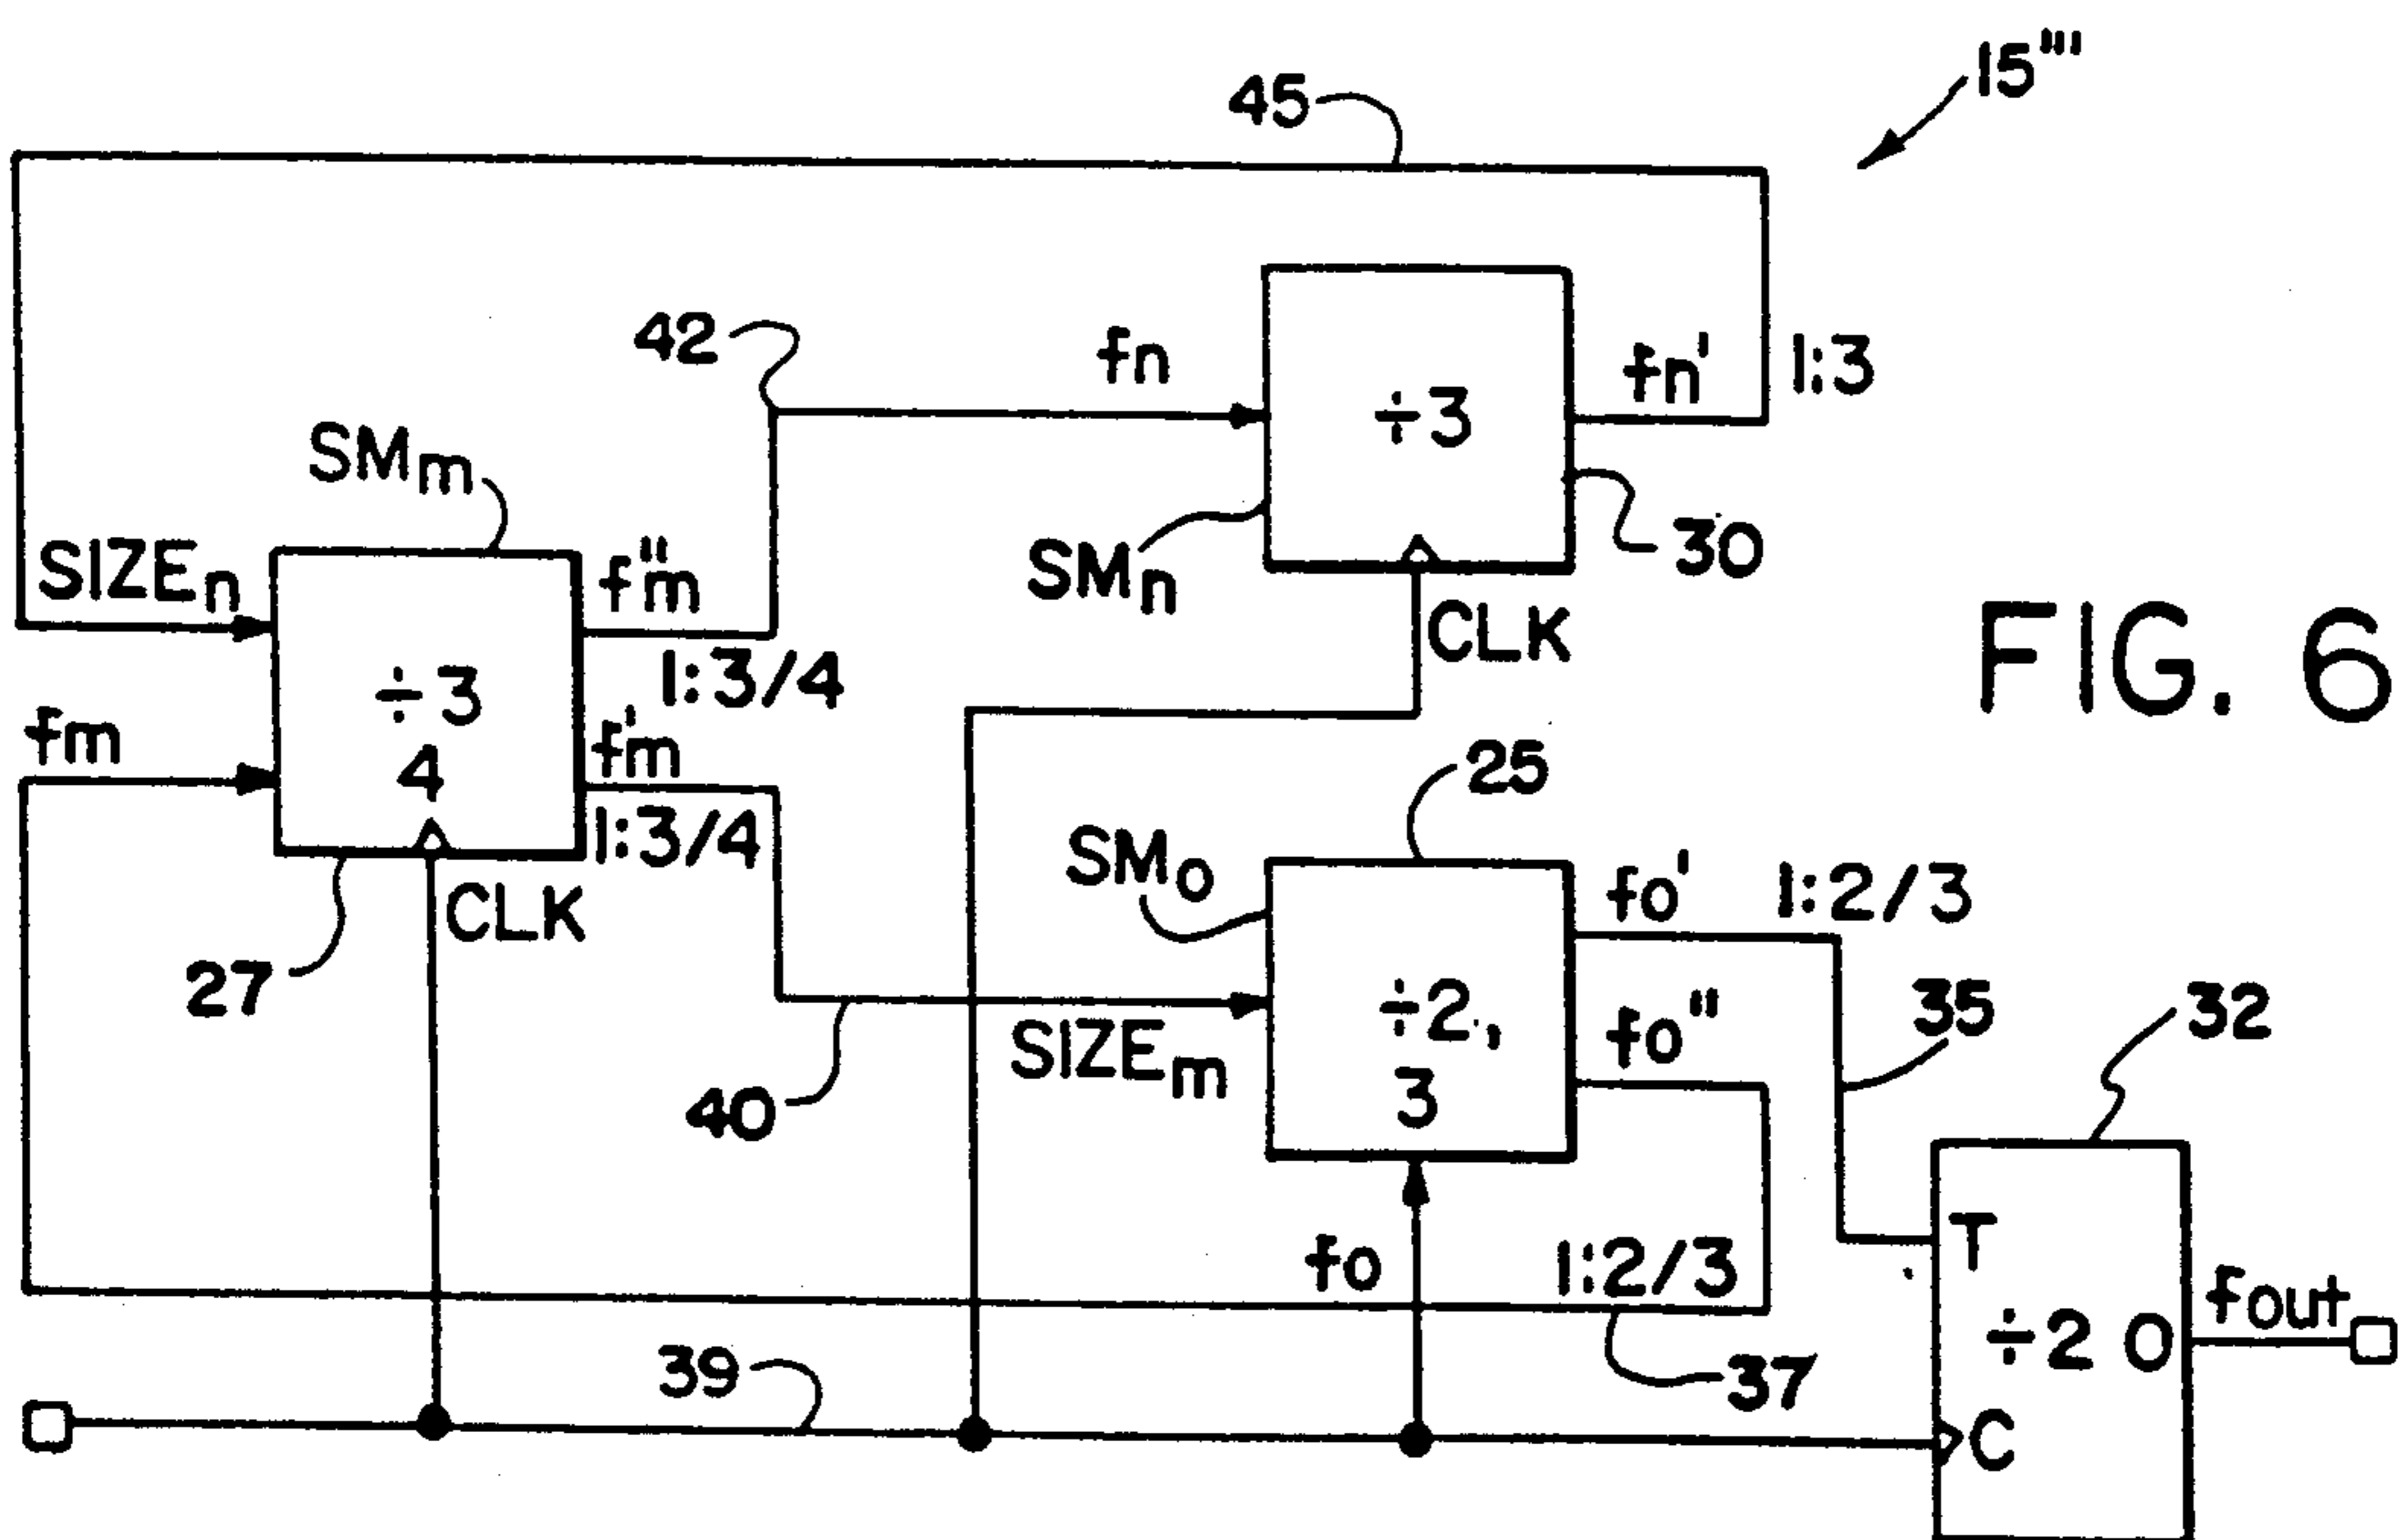 15'''
45
42
fn
÷3
fn'
1:3
SMm
SMn
30
SIZEn
fm"
1:3/4
CLK
FIG. 6
÷3
4
fm
fm'
1:3/4
CLK
27
25
SMo
fo'
1:2/3
40
SIZEm
÷2,
3
fo"
35
32
fo
1:2/3
T
÷2
O
fout
39
37
C